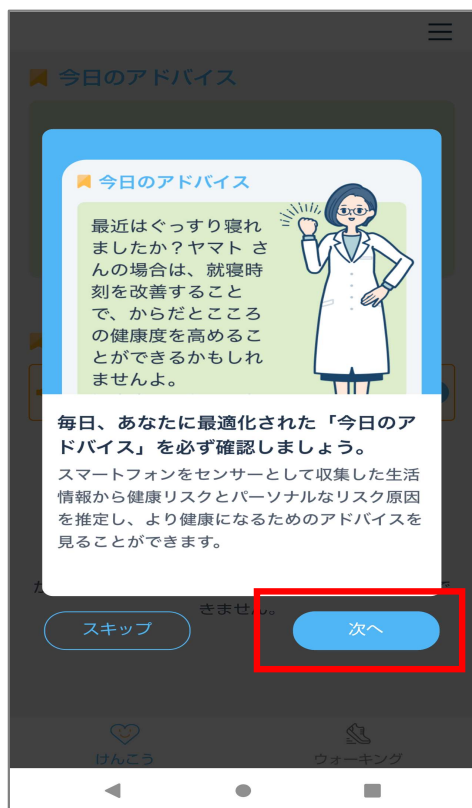 今日のアドバイス
今日のアドバイス
最近はぐっすり寝れ
ましたか？ヤマト さ
んの場合は、就寝時
刻を改善すること
で、からだとこころ
の健康度を高めるこ
とができるかもしれ
ませんよ。
毎日、あなたに最適化された「今日のア
ドバイス」を必ず確認しましょう。
スマートフォンをセンサーとして収集した生活
情報から健康リスクとパーソナルなリスク原因
を推定し、より健康になるためのアドバイスを
見ることができます。
きません。
スキップ
次へ
けんこう
ウォーキング